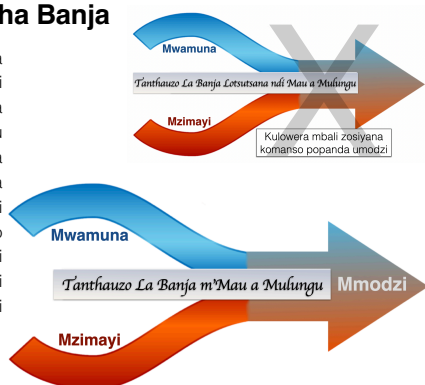 ha Banja
Mwamuna
Tanthauzo La Banja Lotsutsana ndi Mau a Mulungu
Mzimayi
Kulowera mbali zosiyana
komanso popanda umodzi
Mwamuna
Tanthauzo La Banja m'Mau a Mulungu
Mmodzi
Mzimayi